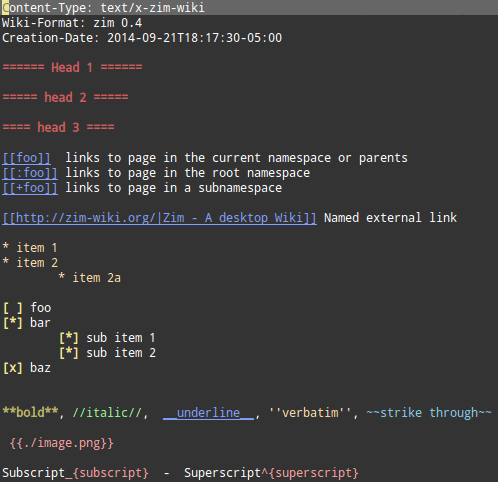 Content-Type: text/x-zim-wiki
Wiki-Format: zim 0.4
Creation-Date: 2014-09-21T18:17:30-05:00
====== Head 1 ======
===== head 2 =====
==== head 3 ====
[[foo]]  links to page in the current namespace or parents
[[:foo]] links to page in the root namespace
[[+foo]] links to page in a subnamespace
[[http://zim-wiki.org/|Zim - A desktop Wiki]] Named external link
* item 1
* item 2
        * item 2a
[ ] foo
[*] bar
        [*] sub item 1
        [*] sub item 2
[x] baz
**bold**, //italic//,  __underline__, ''verbatim'', ~~strike through~~
 {{./image.png}}
Subscript_{subscript}  -  Superscript^{superscript}